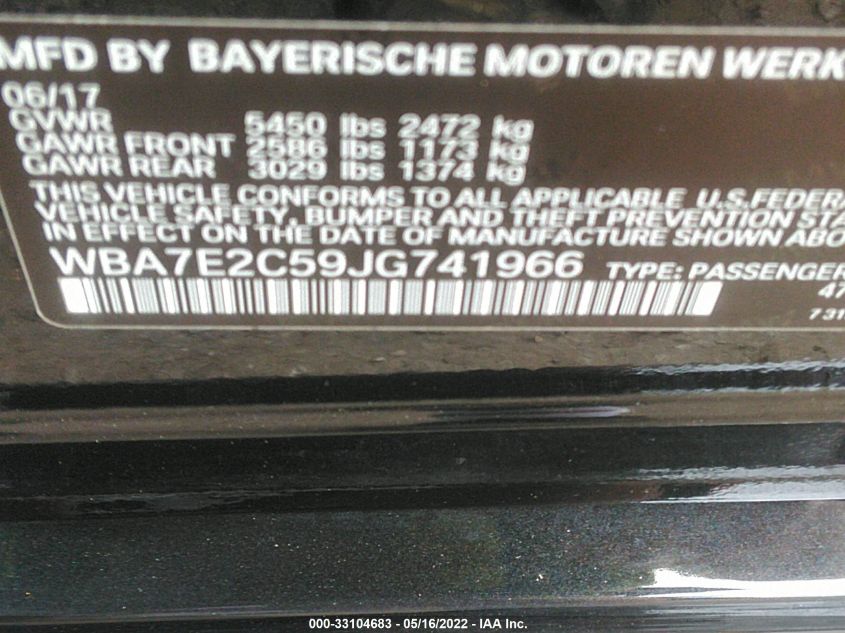 MFD BY BAYERISCHE MOTOREN WERK
06/17
GVWR 5450 lbs 2472 kg
GAWR FRONT 2586 lbs 1173 kg
GAWR REAR 3029 lbs 1374 kg
THIS VEHICLE CONFORMS TO ALL APPLICABLE U.S.FEDERA
VEHICLE SAFETY, BUMPER AND THEFT PREVENTION STA
IN EFFECT ON THE DATE OF MANUFACTURE SHOWN ABO
WBA7E2C59JG741966 TYPE: PASSENGER
47
7 31
000-33104683 - 05/16/2022 - IAA Inc.